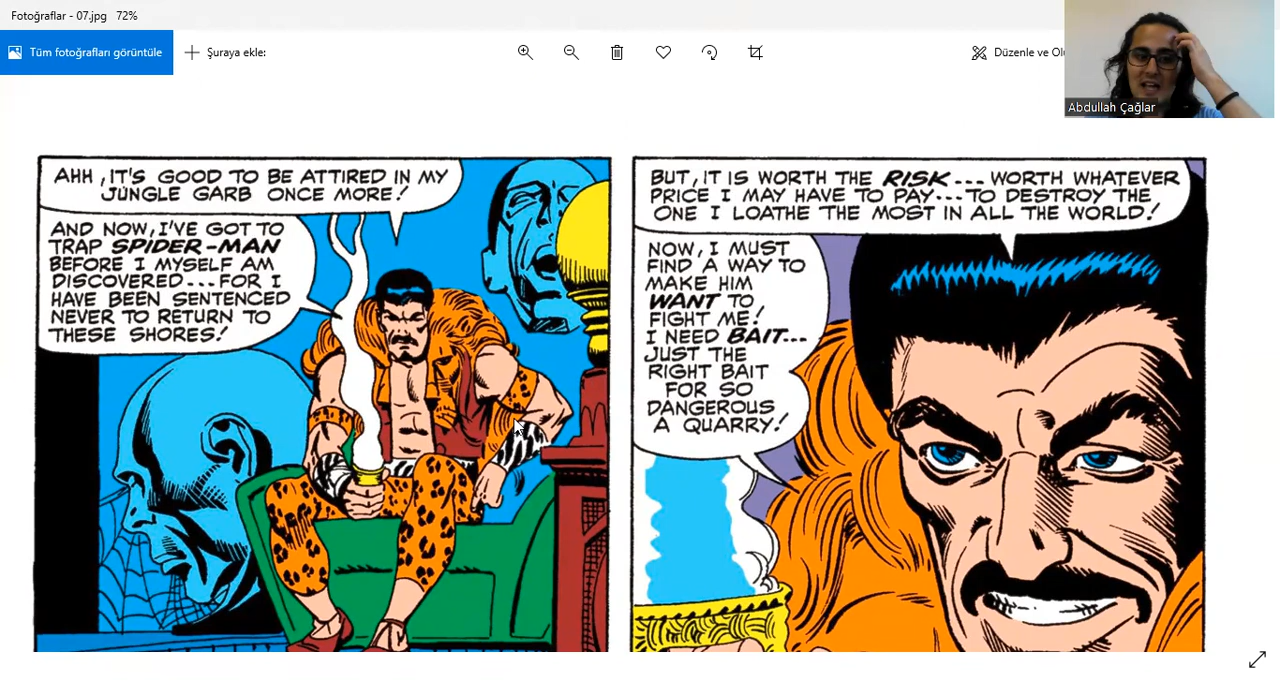 Fotoğraflar - 07.jpg 72%
Tüm fotoğrafları görüntüle
Şuraya ekle:
Düzenle ve Olu
Abdullah Çağlar
AHH, IT'S GOOD TO BE ATTIRED IN MY
JUNGLE GARB ONCE MORE!
AND NOW, I'VE GOT TO
TRAP SPIDER-MAN
BEFORE I MYSELF AM
DISCOVERED... FOR I
HAVE BEEN SENTENCED
NEVER TO RETURN TO
THESE SHORES!
BUT, IT IS WORTH THE RISK... WORTH WHATEVER
PRICE I MAY HAVE TO PAY... TO DESTROY THE
ONE I LOATHE THE MOST IN ALL THE WORLD!
NOW, I MUST
FIND A WAY TO
MAKE HIM
WANT TO
FIGHT ME!
I NEED BAIT...
JUST THE
RIGHT BAIT
FOR SO
DANGEROUS
A QUARRY!